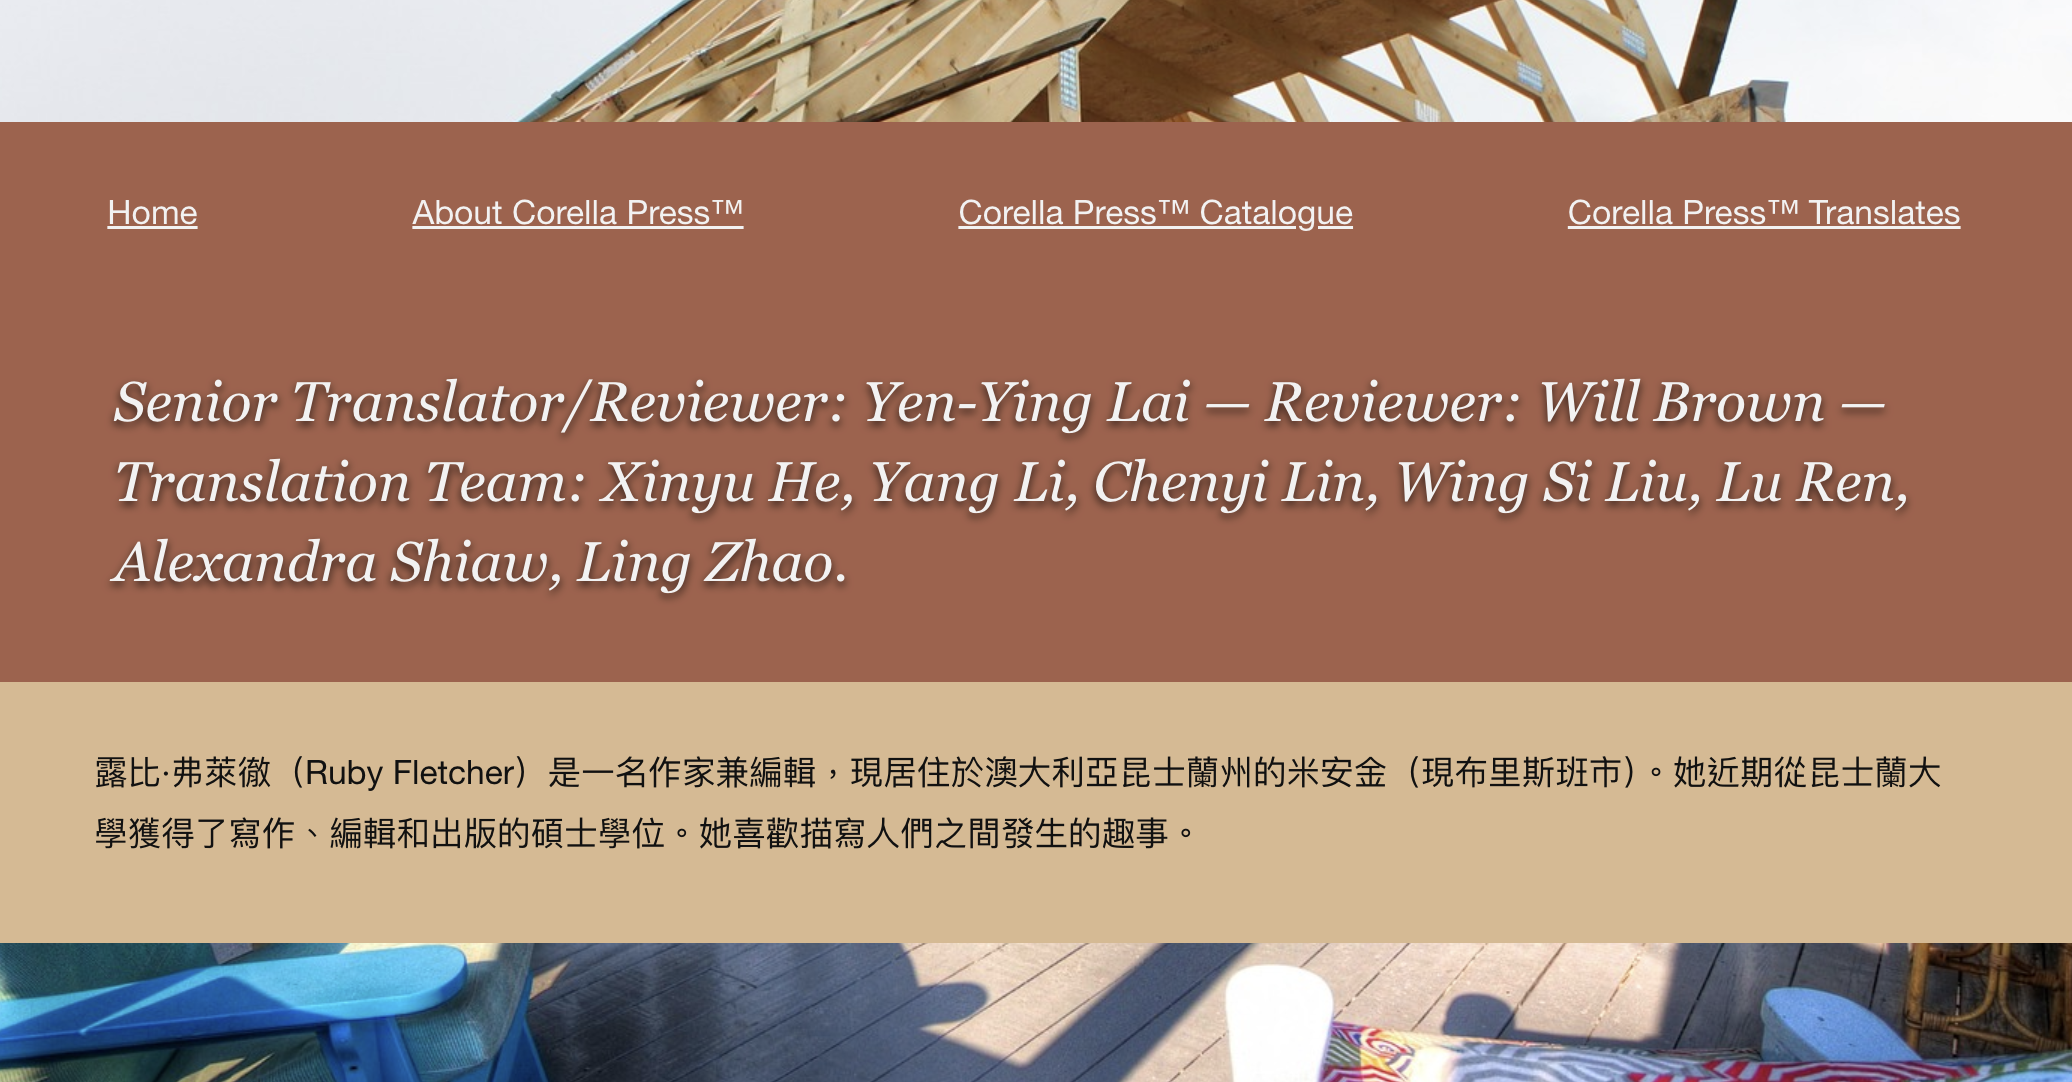 Home About Corella Press™ Corella Press™ Catalogue Corella Press™ Translates
Senior Translator/Reviewer: Yen-Ying Lai — Reviewer: Will Brown —
Translation Team: Xinyu He, Yang Li, Chenyi Lin, Wing Si Liu, Lu Ren,
Alexandra Shiaw, Ling Zhao.
露比·弗萊徹（Ruby Fletcher）是一名作家兼編輯，現居住於澳大利亞昆士蘭州的米安金（現布里斯班市）。她近期從昆士蘭大
學獲得了寫作、編輯和出版的碩士學位。她喜歡描寫人們之間發生的趣事。